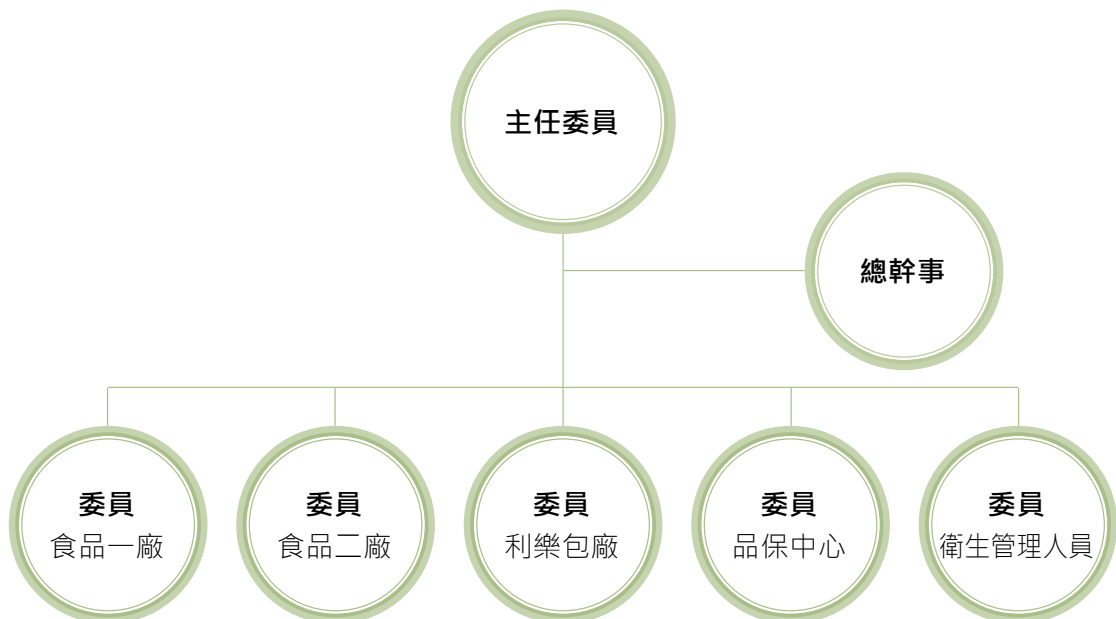 主任委員
總幹事
委員
食品一廠
委員
食品二廠
委員
利樂包廠
委員
品保中心
委員
衛生管理人員